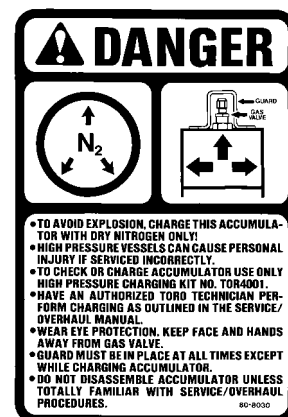 DANGER
GUARD
GAS
VALVE
N2
• TO AVOID EXPLOSION, CHARGE THIS ACCUMULA-
TOR WITH DRY NITROGEN ONLY!
• HIGH PRESSURE VESSELS CAN CAUSE PERSONAL
INJURY IF SERVICED INCORRECTLY.
• TO CHECK OR CHARGE ACCUMULATOR USE ONLY
HIGH PRESSURE CHARGING KIT NO. TOR4001.
• HAVE AN AUTHORIZED TORO TECHNICIAN PER-
FORM CHARGING AS OUTLINED IN THE SERVICE/
OVERHAUL MANUAL.
• WEAR EYE PROTECTION, KEEP FACE AND HANDS
AWAY FROM GAS VALVE.
• GUARD MUST BE IN PLACE AT ALL TIMES EXCEPT
WHILE CHARGING ACCUMULATOR.
• DO NOT DISASSEMBLE ACCUMULATOR UNLESS
TOTALLY FAMILIAR WITH SERVICE/OVERHAUL
PROCEDURES. 80-8030